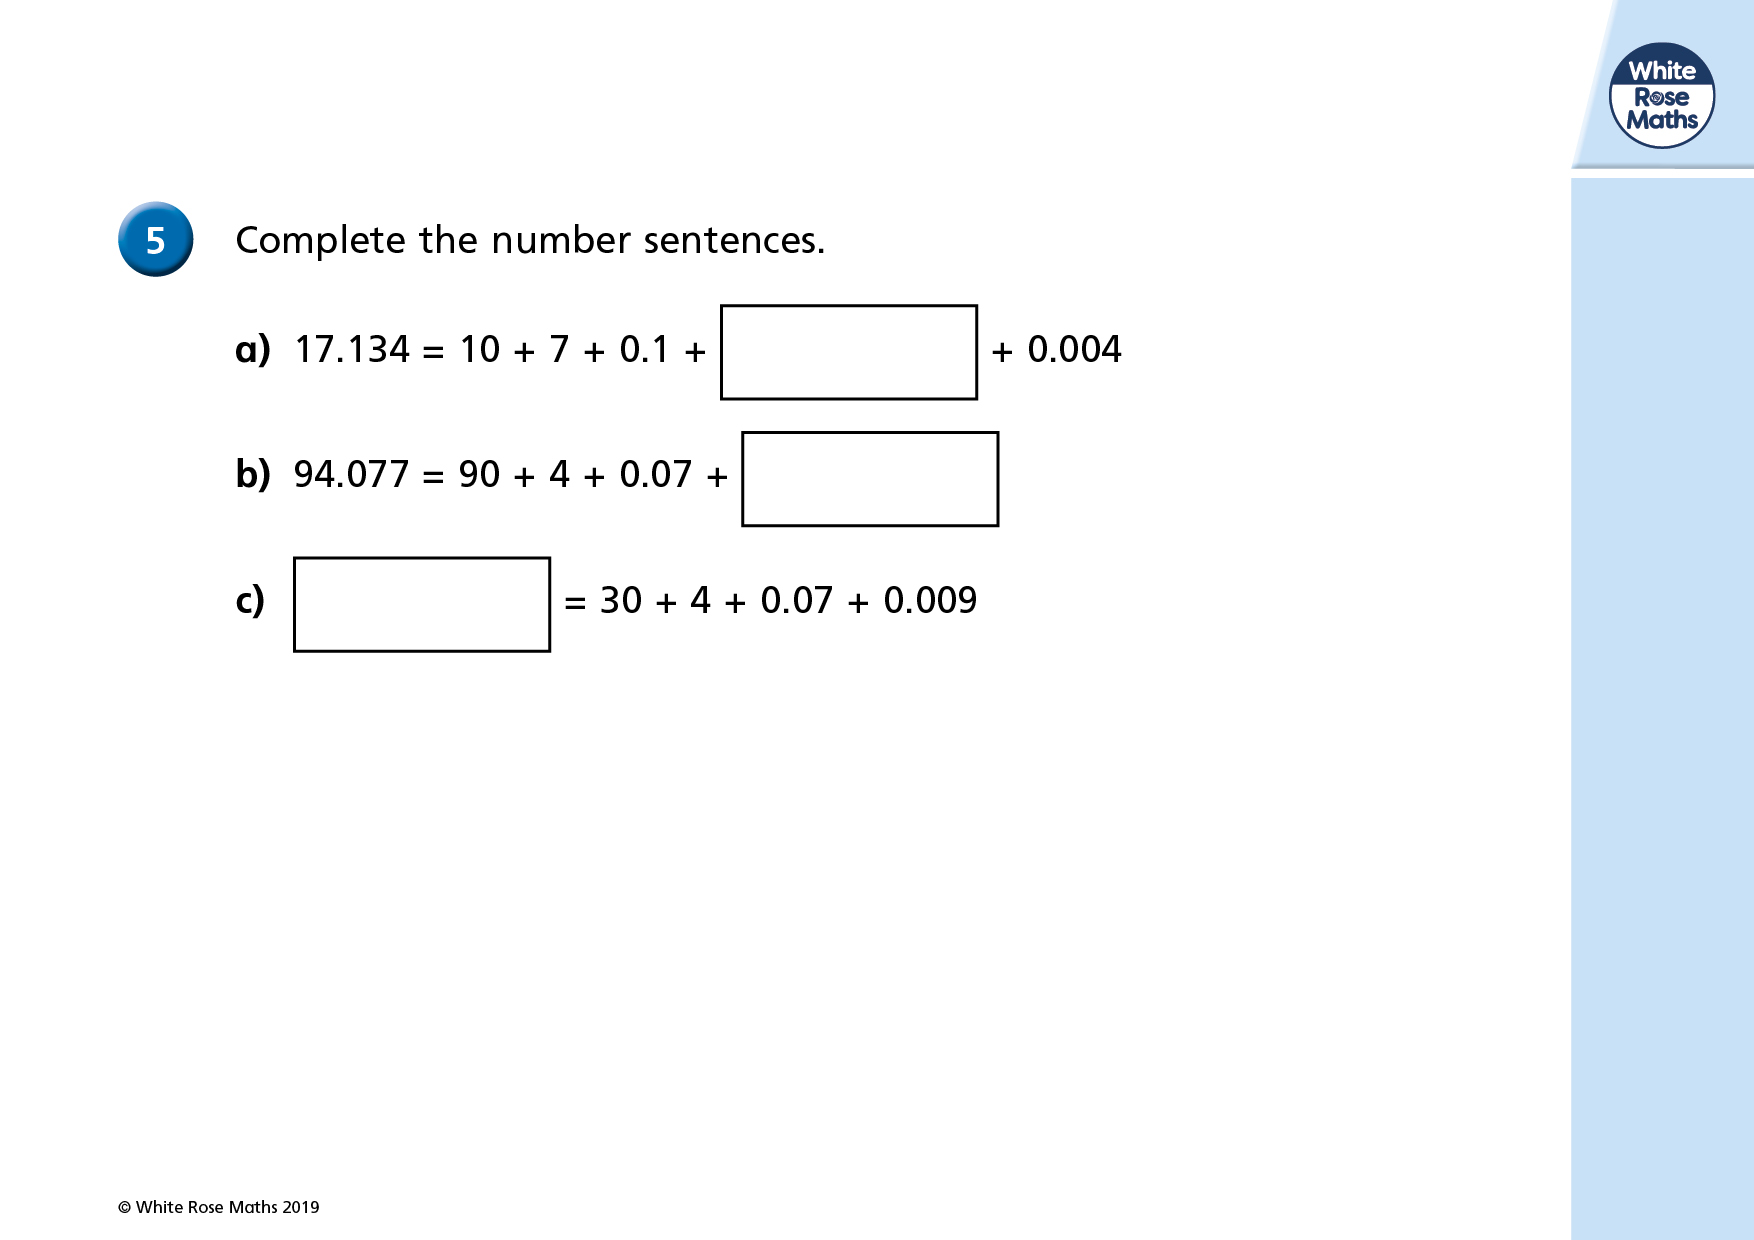 White
Rose
Maths
5 Complete the number sentences.
a) 17.134 = 10 + 7 + 0.1 + + 0.004
b) 94.077 = 90 + 4 + 0.07 +
c) = 30 + 4 + 0.07 + 0.009
© White Rose Maths 2019